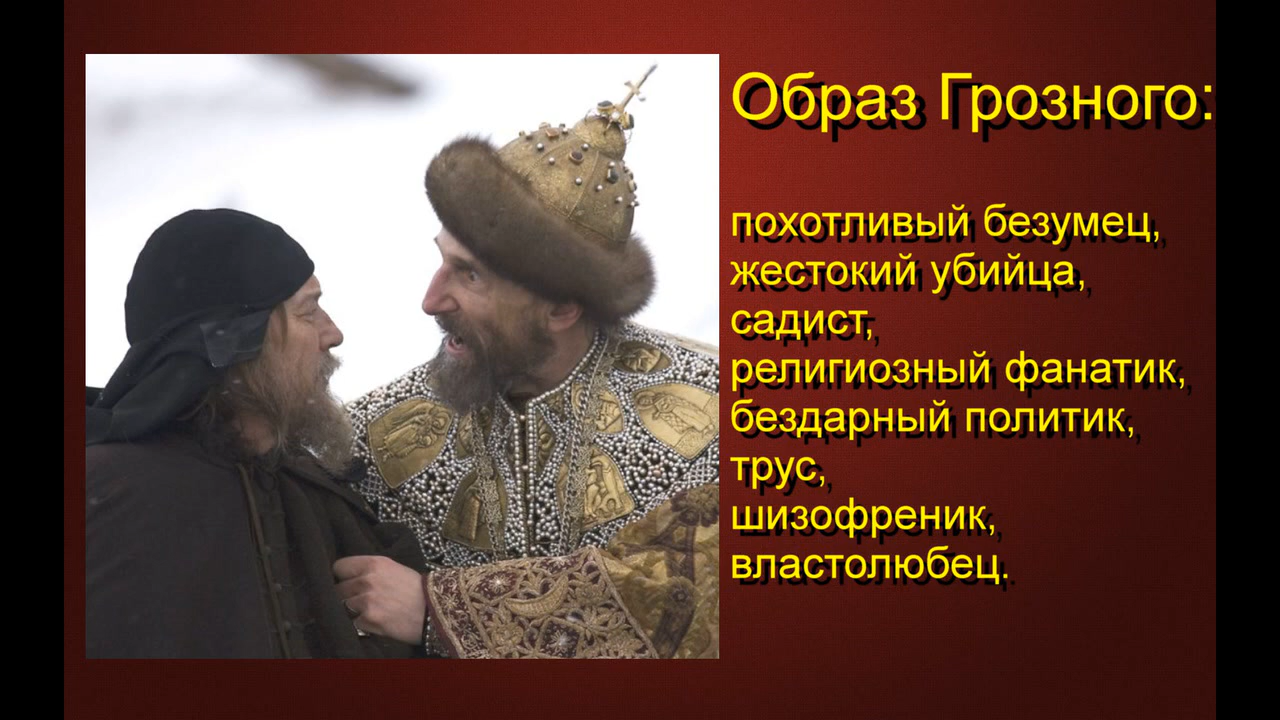 Образ Грозного:
похотливый безумец,
жестокий убийца,
садист,
религиозный фанатик,
бездарный политик,
трус,
шизофреник,
властолюбец.